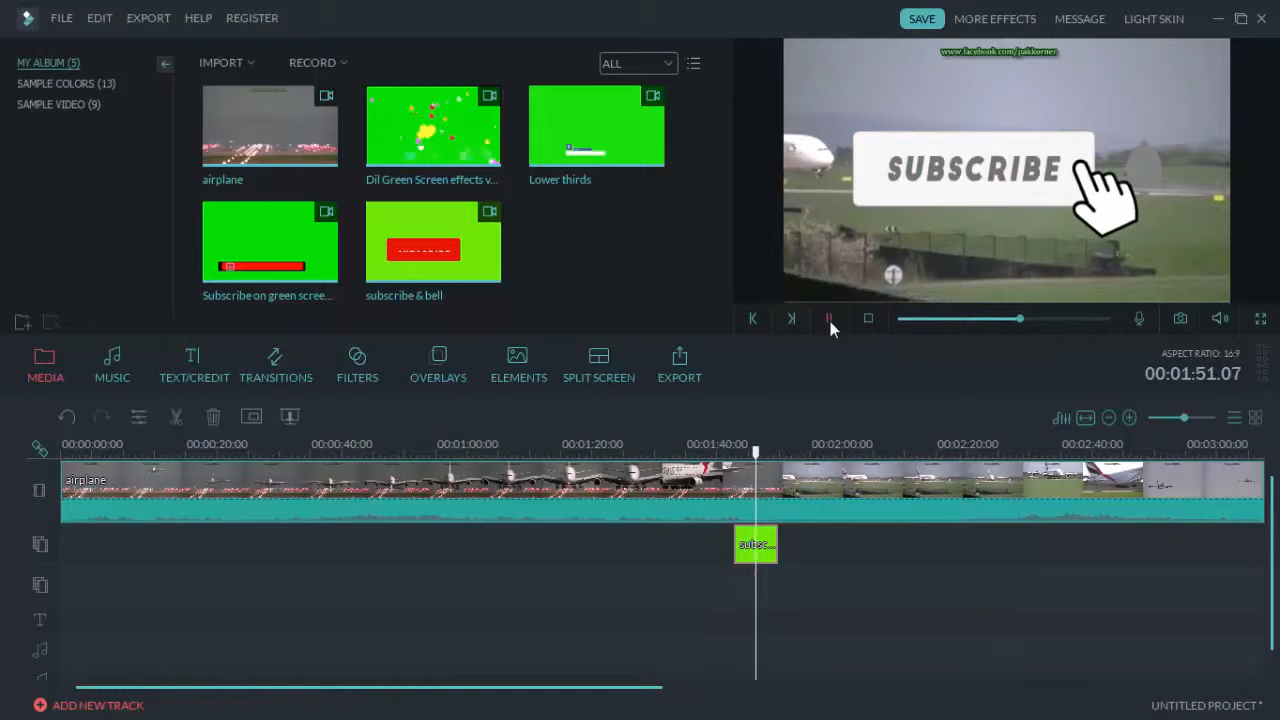 FILE EDIT EXPORT HELP REGISTER SAVE MORE EFFECTS MESSAGE LIGHT SKIN
MY ALBUM (5)
SAMPLE COLORS (13)
SAMPLE VIDEO (9)
IMPORT RECORD ALL
airplane Dil Green Screen effects v... Lower thirds
Subscribe on green scree... subscribe & bell
www.facebook.com/pakkorner
SUBSCRIBE
ASPECT RATIO: 16:9
00:01:51.07
MEDIA MUSIC TEXT/CREDIT TRANSITIONS FILTERS OVERLAYS ELEMENTS SPLIT SCREEN EXPORT
00:00:00:00 00:00:20:00 00:00:40:00 00:01:00:00 00:01:20:00 00:01:40:00 00:02:00:00 00:02:20:00 00:02:40:00 00:03:00:00
airplane
subsc...
ADD NEW TRACK
UNTITLED PROJECT *